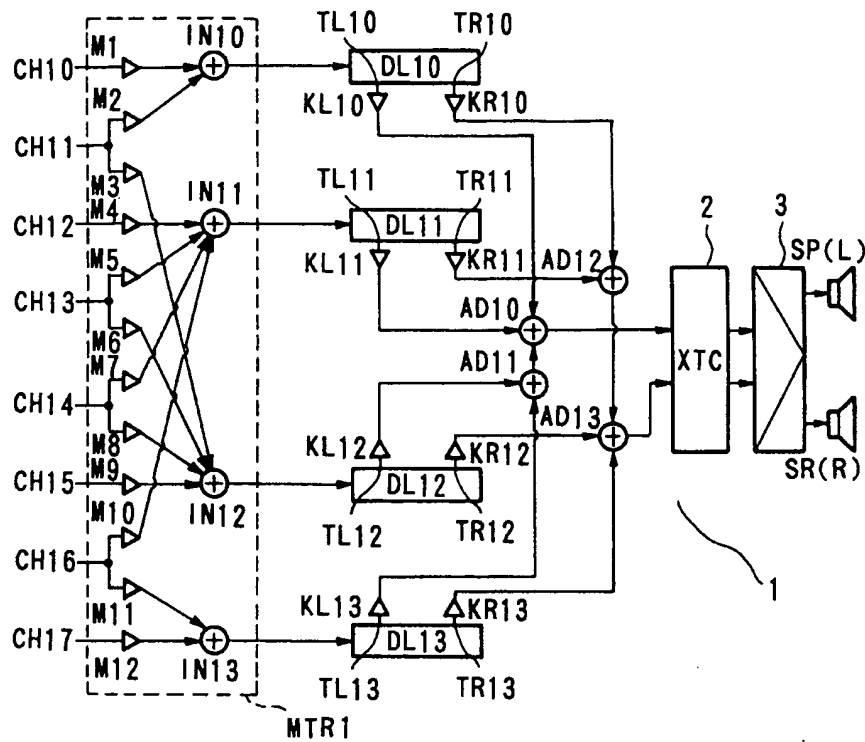 TL10 TR10
M1 IN10
CH10 DL10
M2 KL10 KR10
CH11
M3 IN11 TL11 TR11
M4
CH12 DL11 2 3
M5 KL11 KR11 AD12 SP(L)
CH13
AD10
M6
M7 AD11 XTC
CH14 AD13
M8 KL12 KR12
M9
CH15 DL12 SR(R)
M10 IN12
TL12 TR12
CH16
1
M11 KL13 KR13
CH17 DL13
M12 IN13
TL13 TR13
MTR1